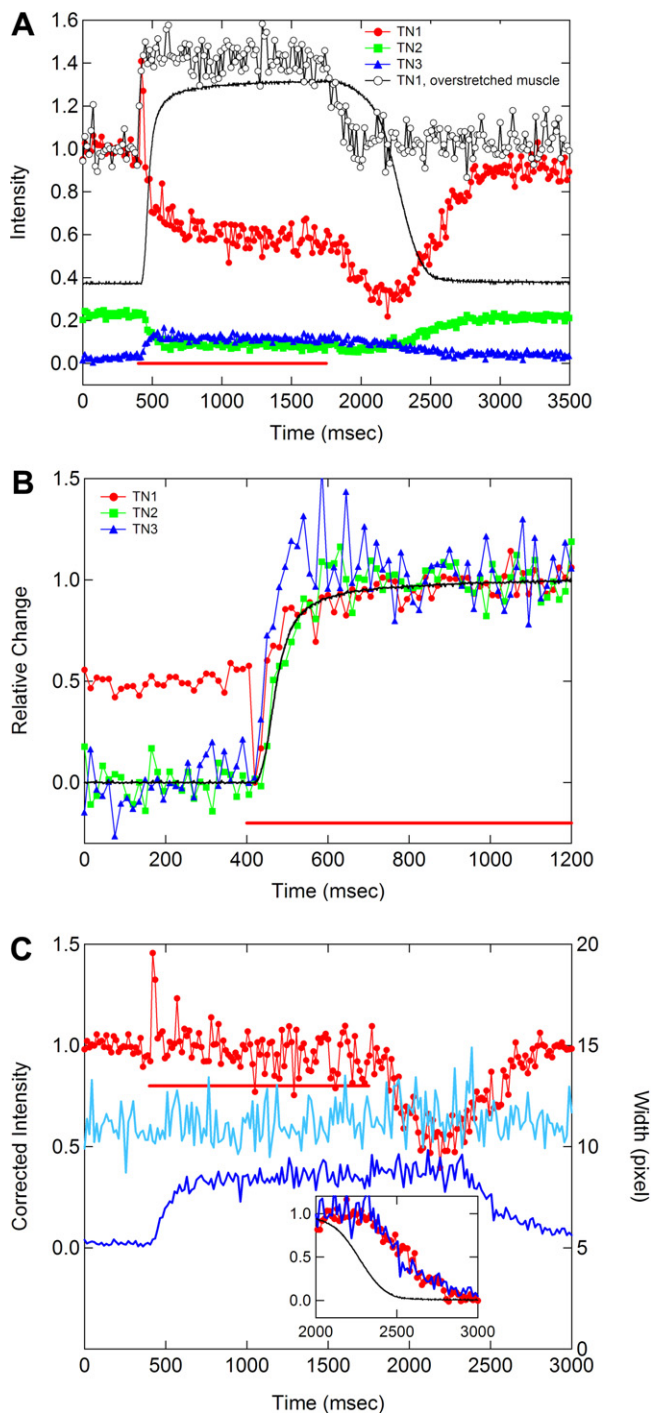 A
TN1
TN2
TN3
TN1, overstretched muscle
1.6
1.4
1.2
1.0
0.8
0.6
0.4
0.2
0.0
Intensity
0 500 1000 1500 2000 2500 3000 3500
Time (msec)
B
TN1
TN2
TN3
1.5
1.0
0.5
0.0
Relative Change
0 200 400 600 800 1000 1200
Time (msec)
C
1.5
1.0
0.5
0.0
Corrected Intensity
20
15
10
5
0
Width (pixel)
1.0
0.5
0.0
2000 2500 3000
0 500 1000 1500 2000 2500 3000
Time (msec)